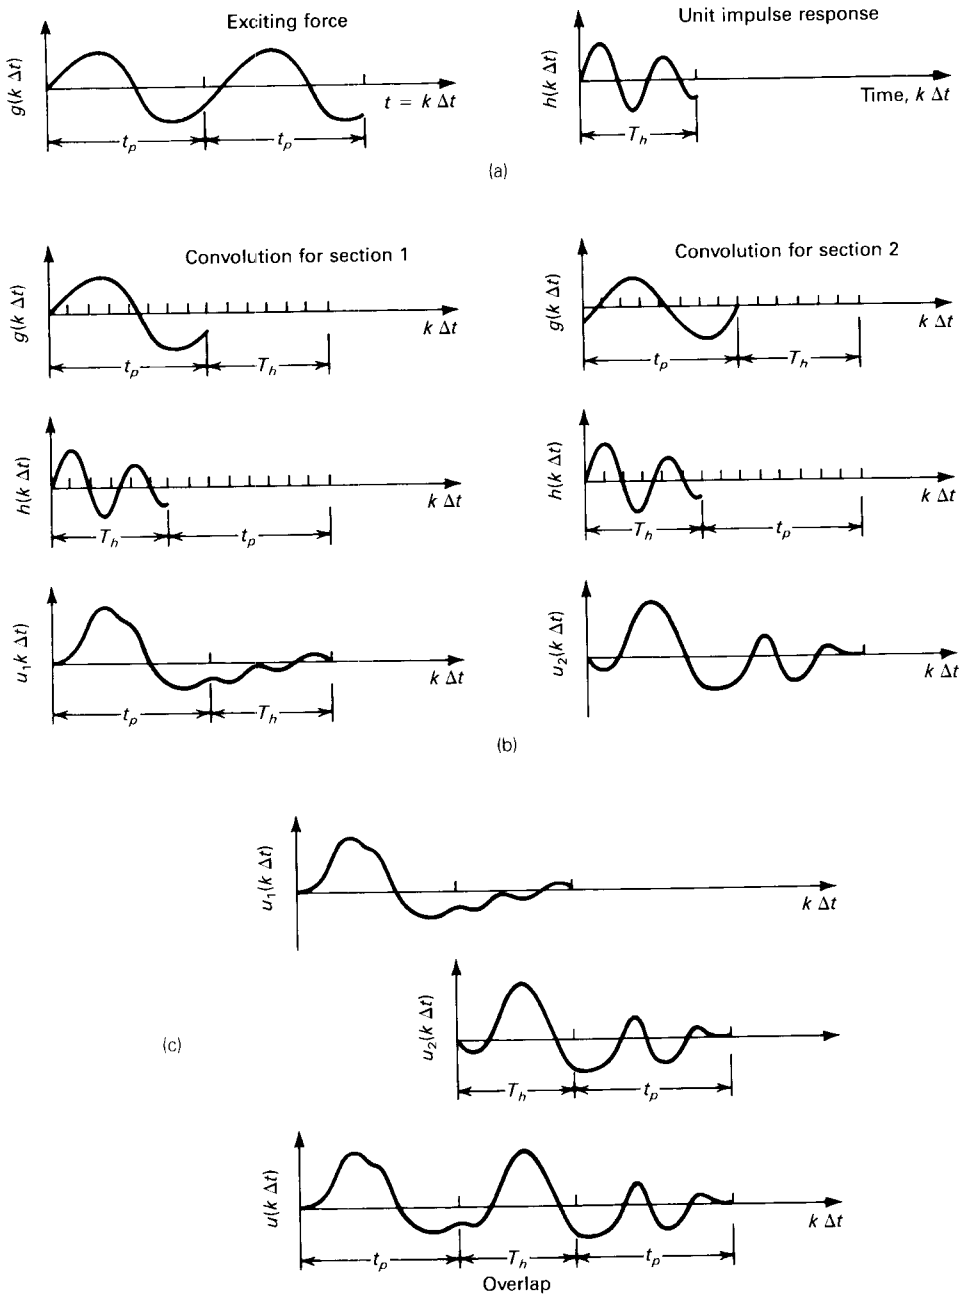 Exciting force
g(k Δt)
t = k Δt
t_p
t_p
Unit impulse response
h(k Δt)
Time, k Δt
T_h
(a)
Convolution for section 1
g(k Δt)
k Δt
t_p
T_h
Convolution for section 2
g(k Δt)
k Δt
t_p
T_h
h(k Δt)
k Δt
T_h
t_p
h(k Δt)
k Δt
T_h
t_p
u_1k Δt)
k Δt
t_p
T_h
u_2(k Δt)
k Δt
(b)
u_1(k Δt)
k Δt
u_2(k Δt)
T_h
t_p
(c)
u(k Δt)
k Δt
t_p
T_h
t_p
Overlap